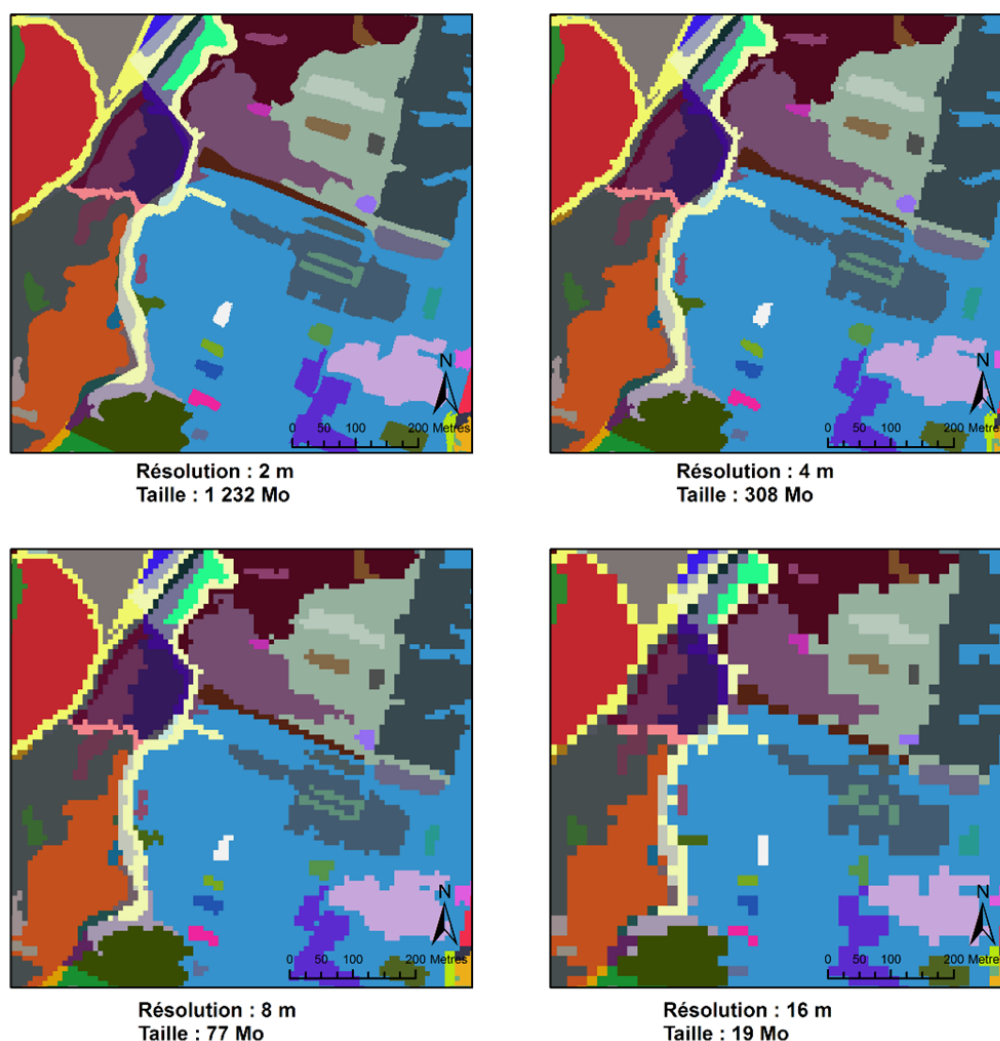 N
0 50 100 200 Metres
Résolution : 2 m
Taille : 1 232 Mo
N
0 50 100 200 Metres
Résolution : 4 m
Taille : 308 Mo
N
0 50 100 200 Metres
Résolution : 8 m
Taille : 77 Mo
N
0 50 100 200 Metres
Résolution : 16 m
Taille : 19 Mo